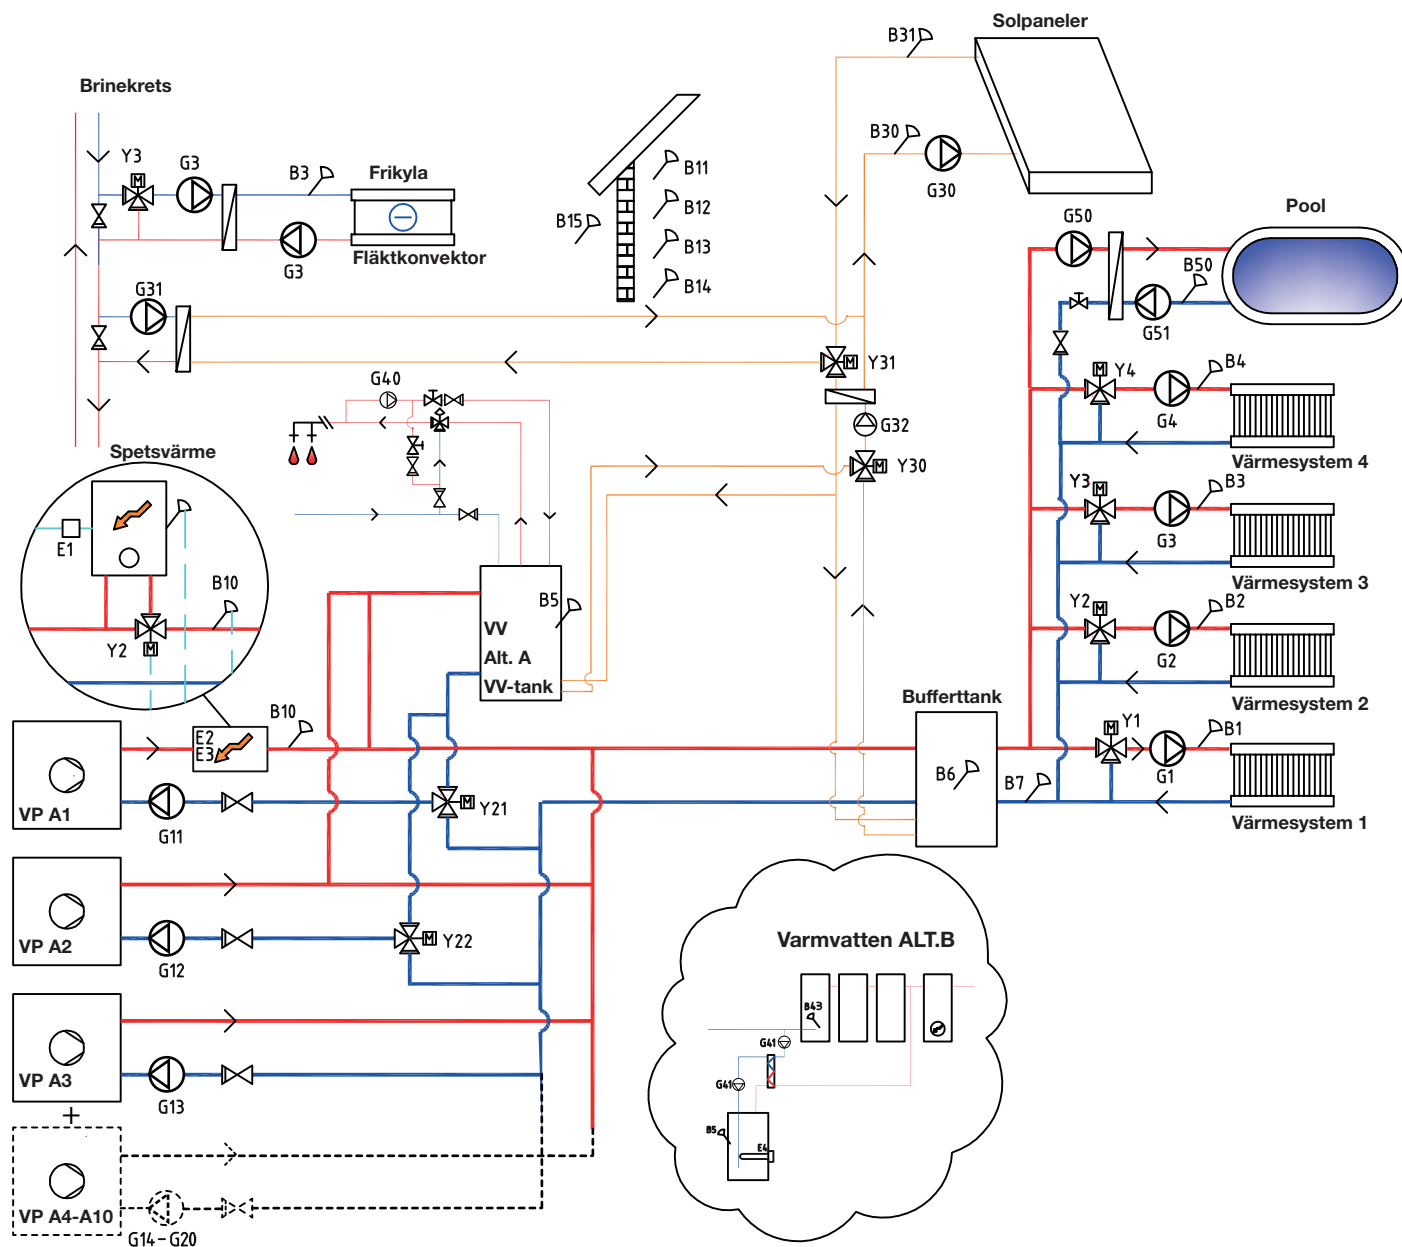 Solpaneler
B31
Brinekrets
B30
G30
Y3
G3
B3
Frikyla
B11
B12
B15
B13
B14
G3
Fläktkonvektor
G50
Pool
B50
G51
G31
Y31
G40
G32
Y30
Y4
B4
G4
Värmesystem 4
Spetsvärme
E1
B10
Y2
Y3
B3
G3
Värmesystem 3
B5
VV
Alt. A
VV-tank
Y2
B2
G2
Värmesystem 2
Bufferttank
B10
E2
E3
VP A1
G11
Y21
B6
B7
Y1
B1
G1
Värmesystem 1
VP A2
G12
Y22
Varmvatten ALT.B
B43
G41
G41
B5
E4
VP A3
G13
+
VP A4-A10
G14-G20